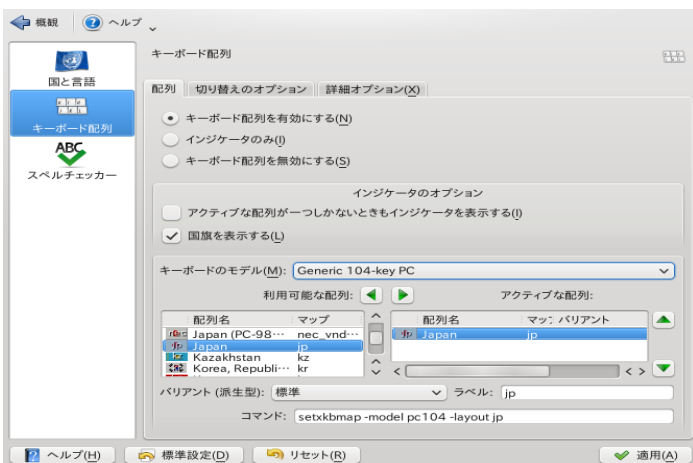 概観 ヘルプ
国と言語
キーボード配列
ABC
スペルチェッカー
キーボード配列
配列 切り替えのオプション 詳細オプション(X)
キーボード配列を有効にする(N)
インジケータのみ(I)
キーボード配列を無効にする(S)
インジケータのオプション
アクティブな配列が一つしかないときもインジケータを表示する(I)
国旗を表示する(L)
キーボードのモデル(M): Generic 104-key PC
利用可能な配列: アクティブな配列:
配列名 マップ 配列名 マッ: バリアント
Japan (PC-98… nec_vnd…
jp Japan jp jp Japan jp
Kazakhstan kz
Korea, Republi… kr
バリアント (派生型): 標準 ラベル: jp
コマンド: setxkbmap -model pc104 -layout jp
ヘルプ(H) 標準設定(D) リセット(R) 適用(A)